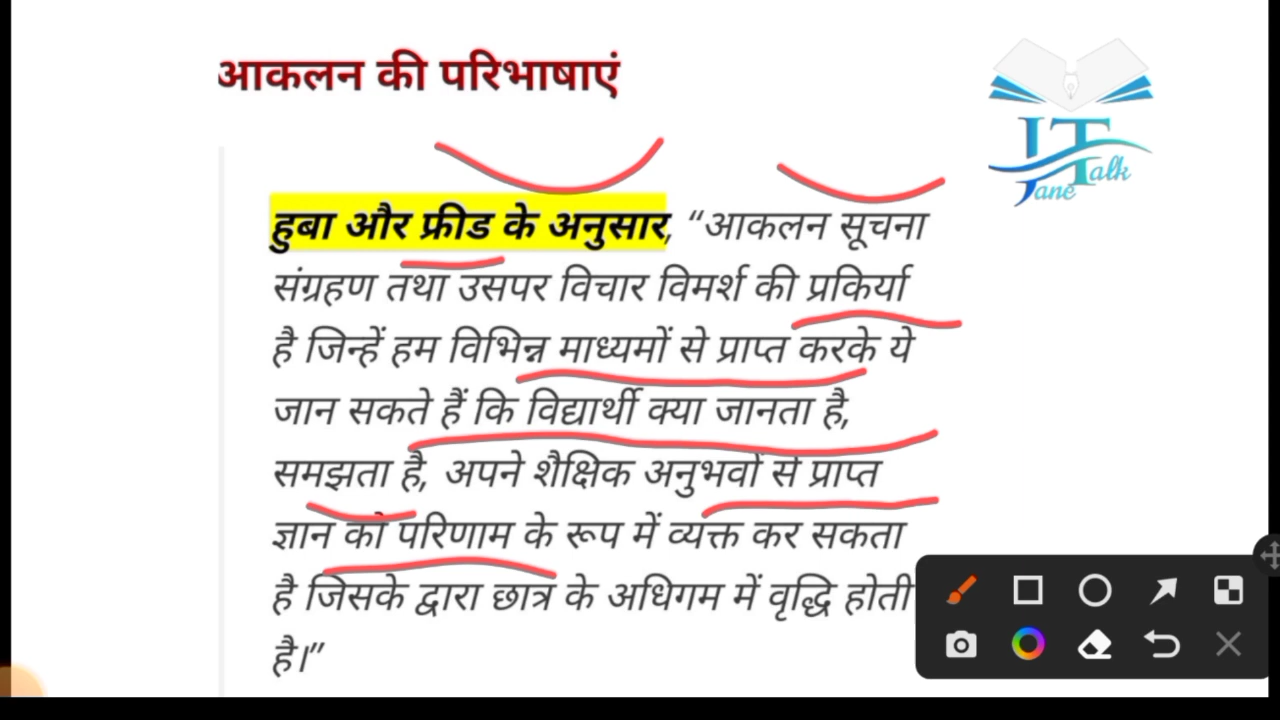 आकलन की परिभाषाएं
JT
Jane Talk
हुबा और फ्रीड के अनुसार, “आकलन सूचना
संग्रहण तथा उसपर विचार विमर्श की प्रकिर्या
है जिन्हें हम विभिन्न माध्यमों से प्राप्त करके ये
जान सकते हैं कि विद्यार्थी क्या जानता है,
समझता है, अपने शैक्षिक अनुभवों से प्राप्त
ज्ञान को परिणाम के रूप में व्यक्त कर सकता
है जिसके द्वारा छात्र के अधिगम में वृद्धि होती
है।”